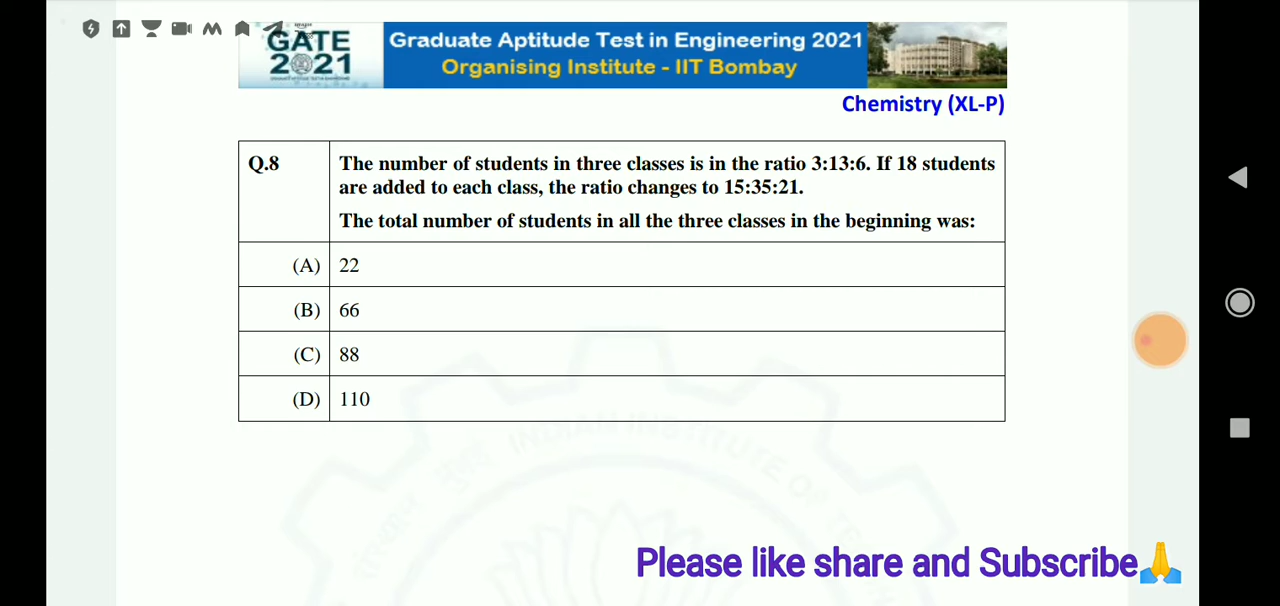 GATE
2021
Graduate Aptitude Test in Engineering 2021
Organising Institute - IIT Bombay
Chemistry (XL-P)
Q.8
The number of students in three classes is in the ratio 3:13:6. If 18 students
are added to each class, the ratio changes to 15:35:21.
The total number of students in all the three classes in the beginning was:
(A) 22
(B) 66
(C) 88
(D) 110
INDIAN INSTITUTE OF
Please like share and Subscribe🙏